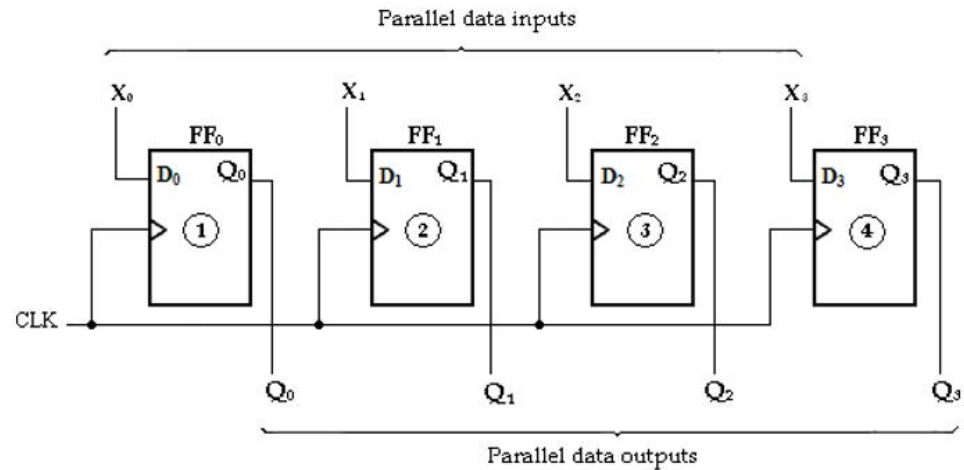 Parallel data inputs
X₀ X₁ X₂ X₃
FF₀ FF₁ FF₂ FF₃
D₀ Q₀ D₁ Q₁ D₂ Q₂ D₃ Q₃
1 2 3 4
CLK
Q₀ Q₁ Q₂ Q₃
Parallel data outputs